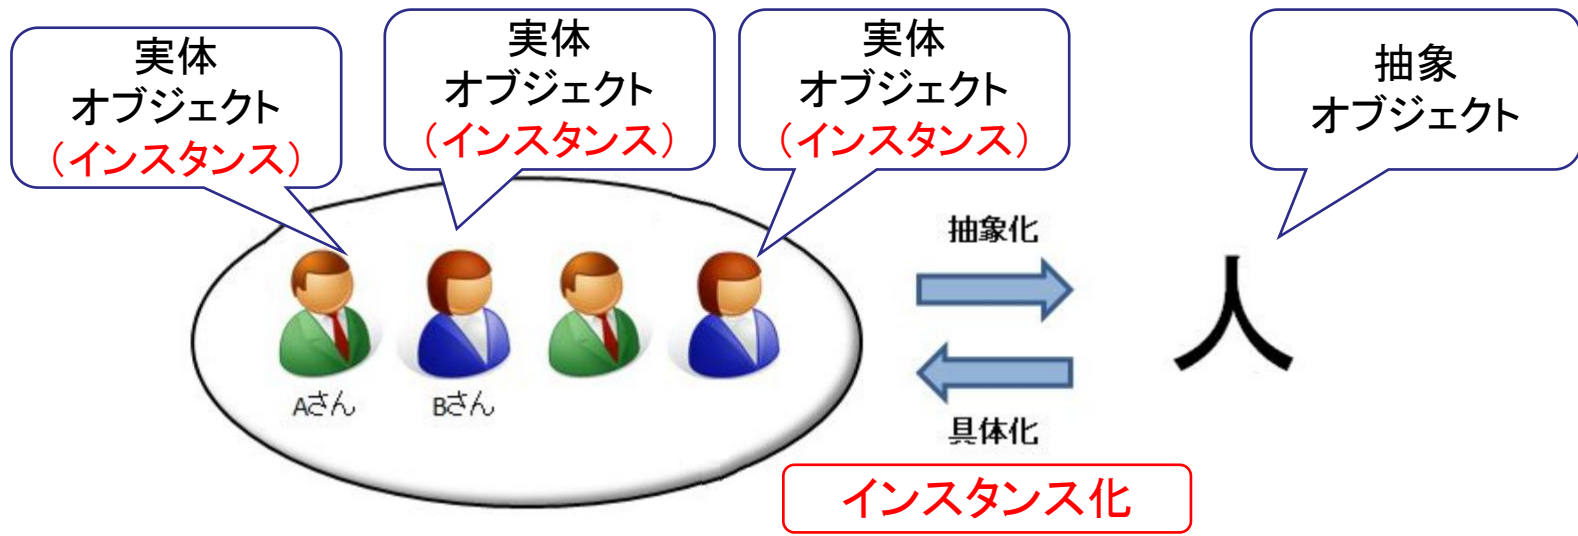 実体
オブジェクト
（インスタンス）
実体
オブジェクト
（インスタンス）
実体
オブジェクト
（インスタンス）
抽象
オブジェクト
抽象化
人
Aさん
Bさん
具体化
インスタンス化